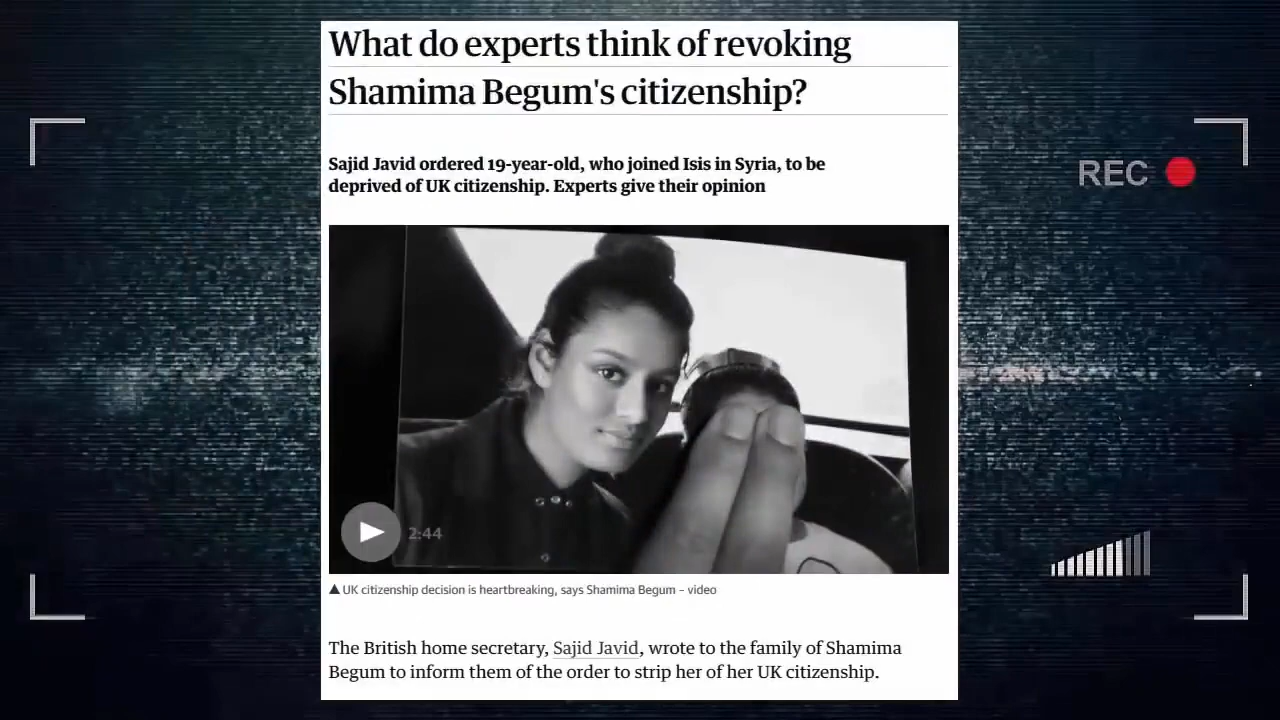 What do experts think of revoking
Shamima Begum's citizenship?
Sajid Javid ordered 19-year-old, who joined Isis in Syria, to be
deprived of UK citizenship. Experts give their opinion
REC
2:44
▲ UK citizenship decision is heartbreaking, says Shamima Begum – video
The British home secretary, Sajid Javid, wrote to the family of Shamima
Begum to inform them of the order to strip her of her UK citizenship.